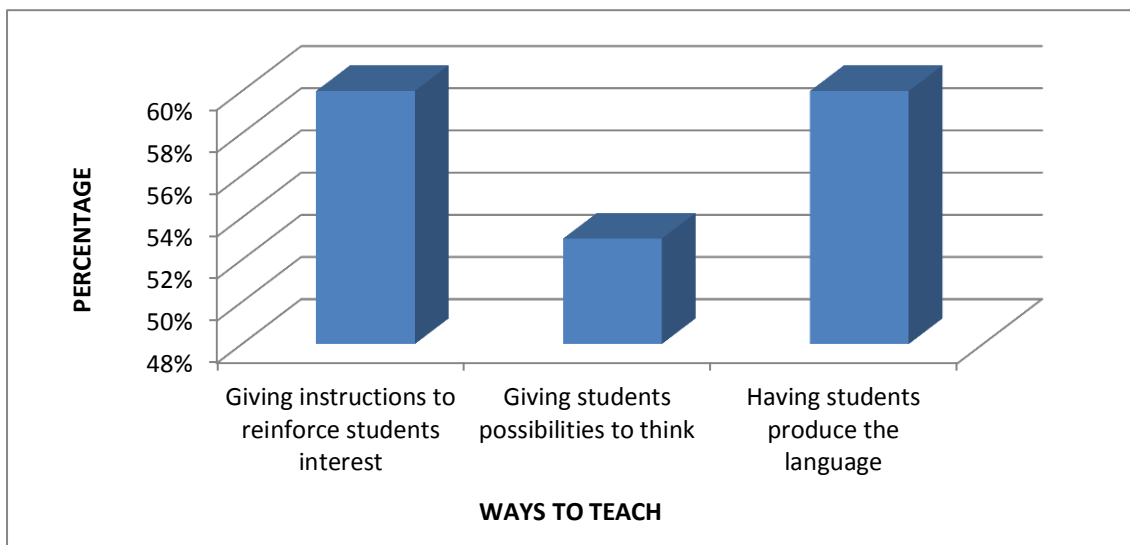 PERCENTAGE
60%
58%
56%
54%
52%
50%
48%
Giving instructions to
reinforce students
interest
Giving students
possibilities to think
Having students
produce the
language
WAYS TO TEACH